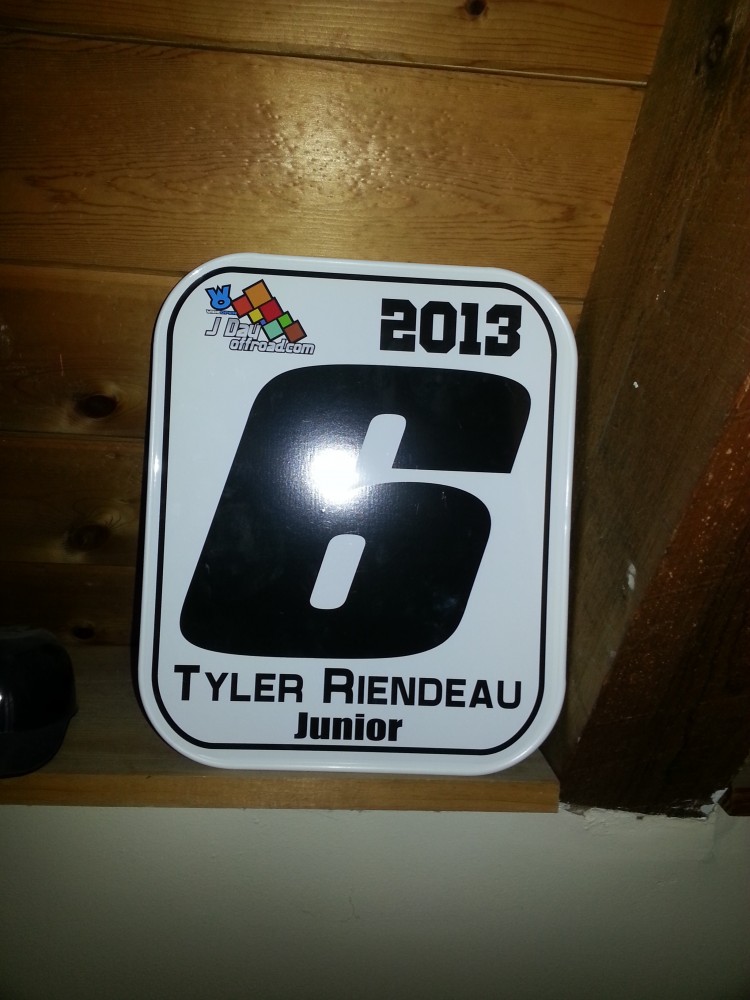 2013
J Day
offroad.com
6
TYLER RIENDEAU
Junior